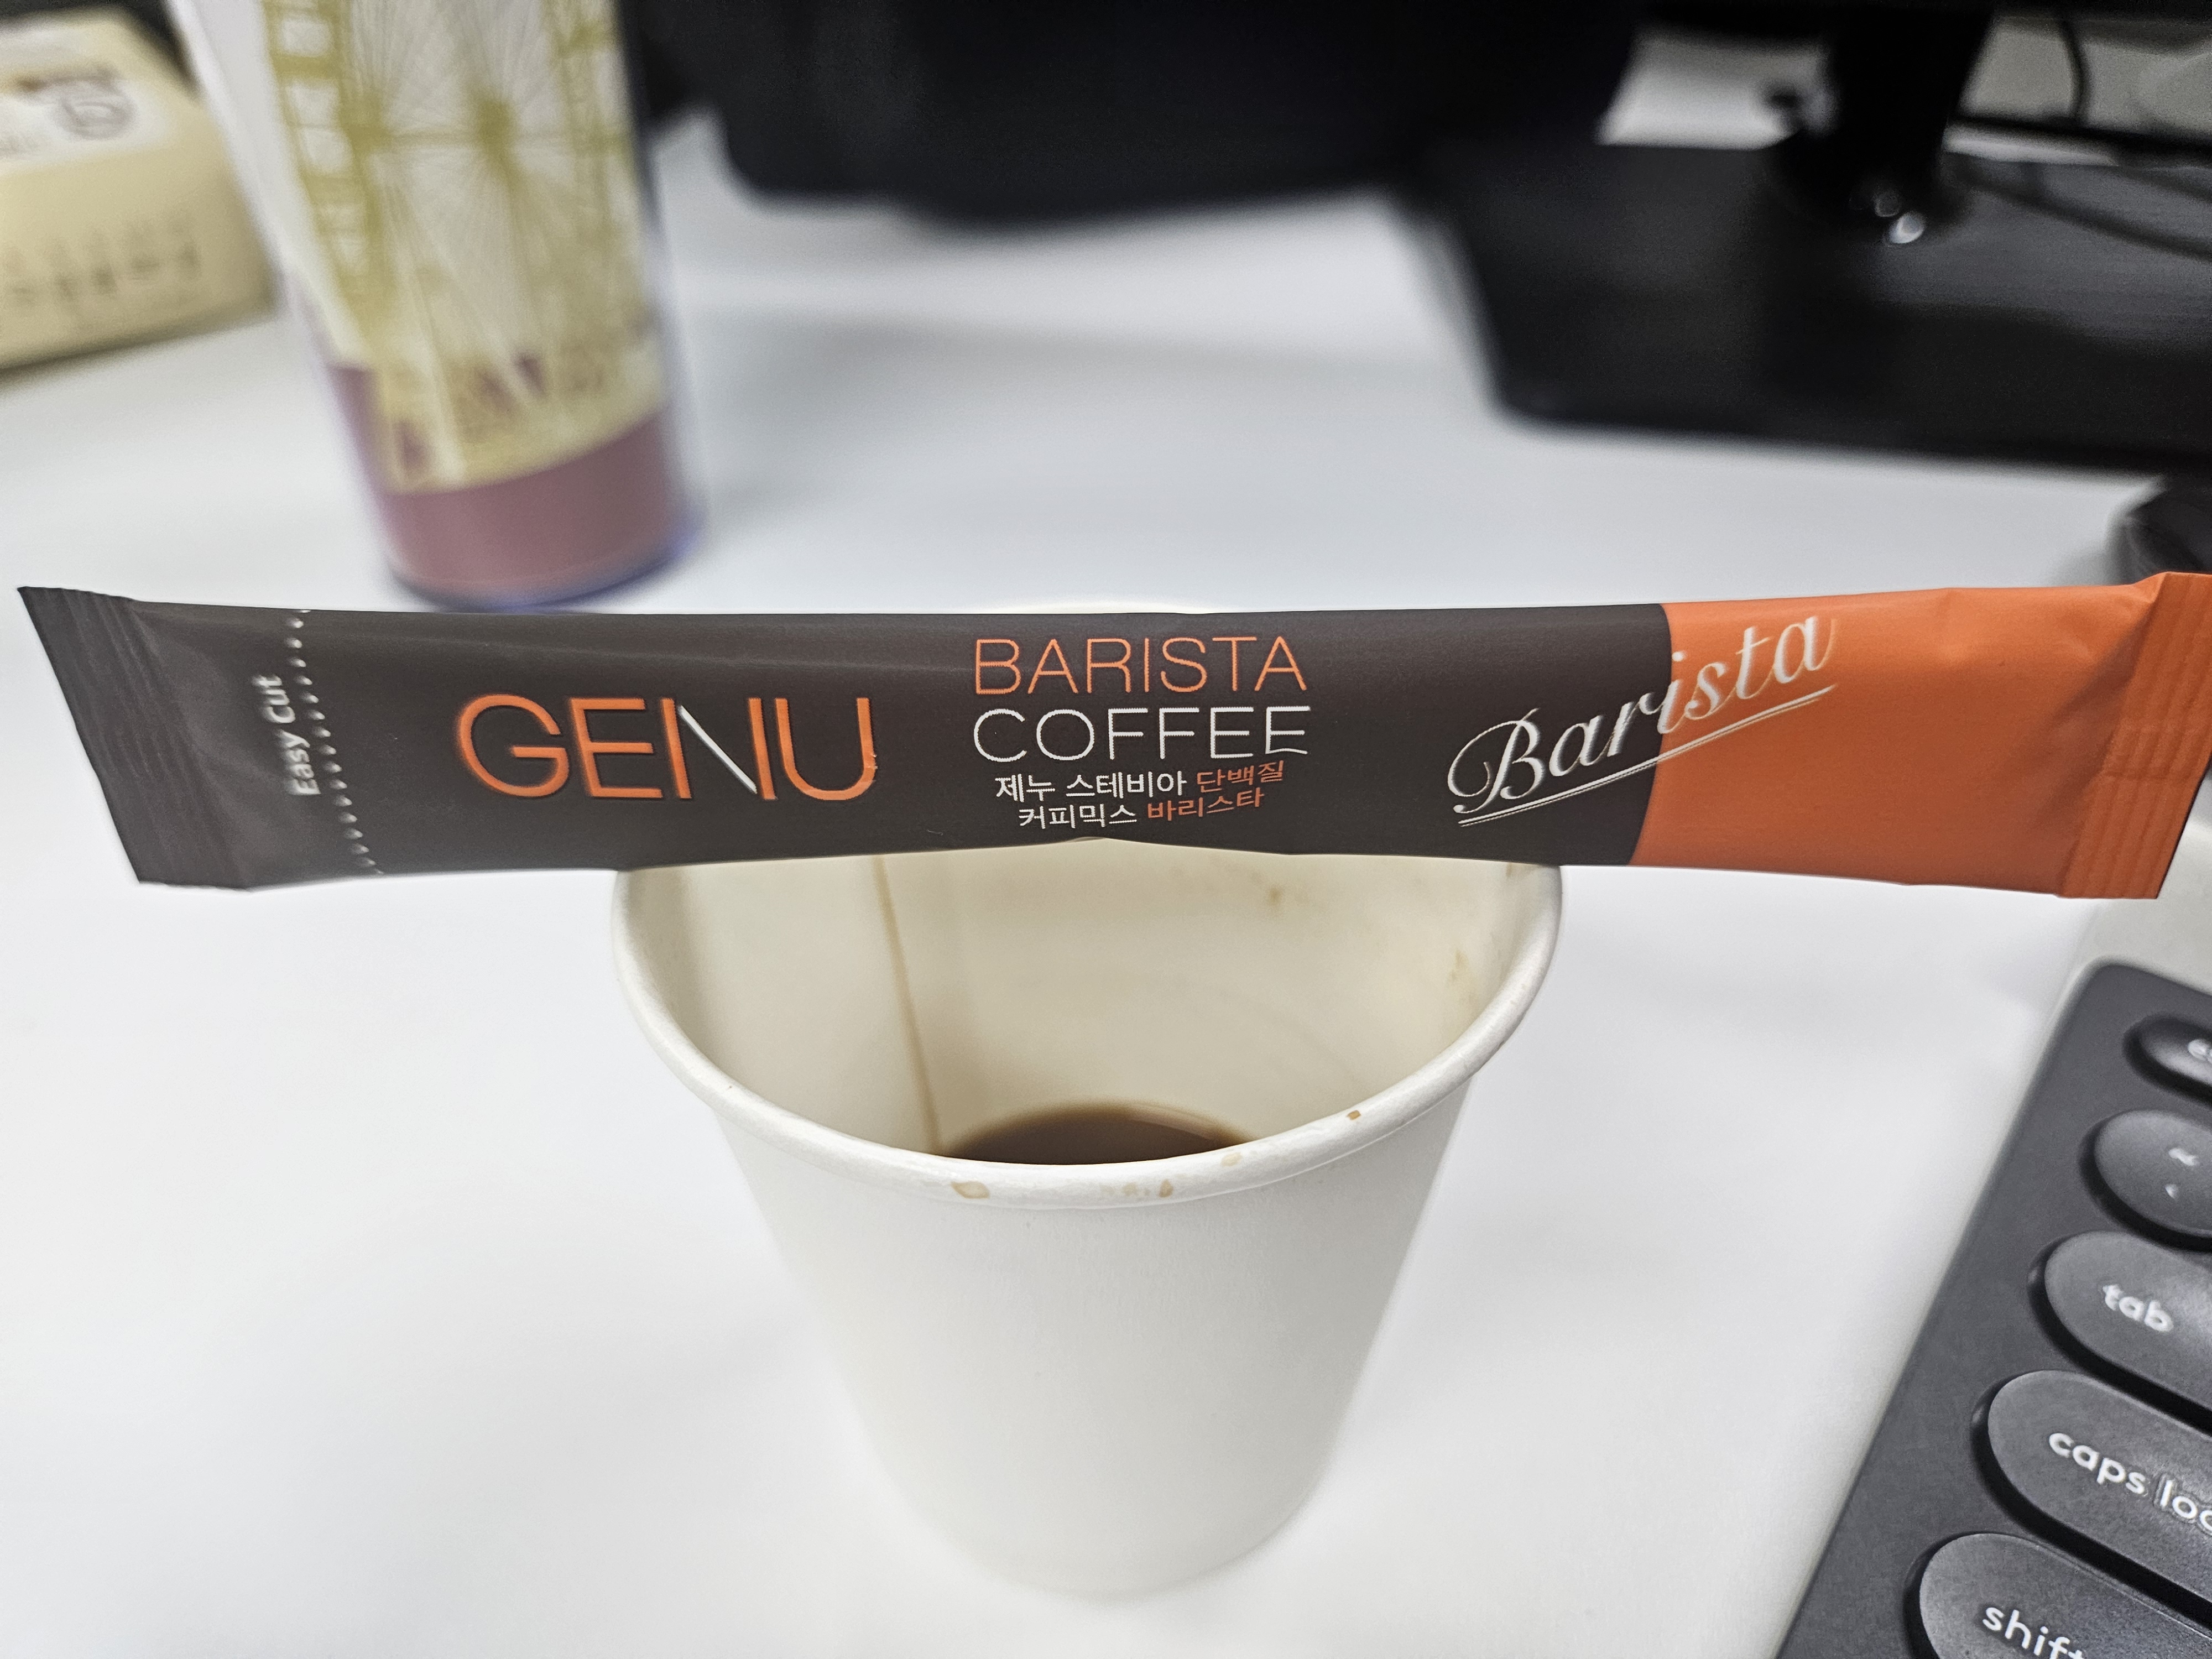 Easy Cut
GENU
BARISTA
COFFEE
제누 스테비아 단백질
커피믹스 바리스타
Barista
tab
caps
shift